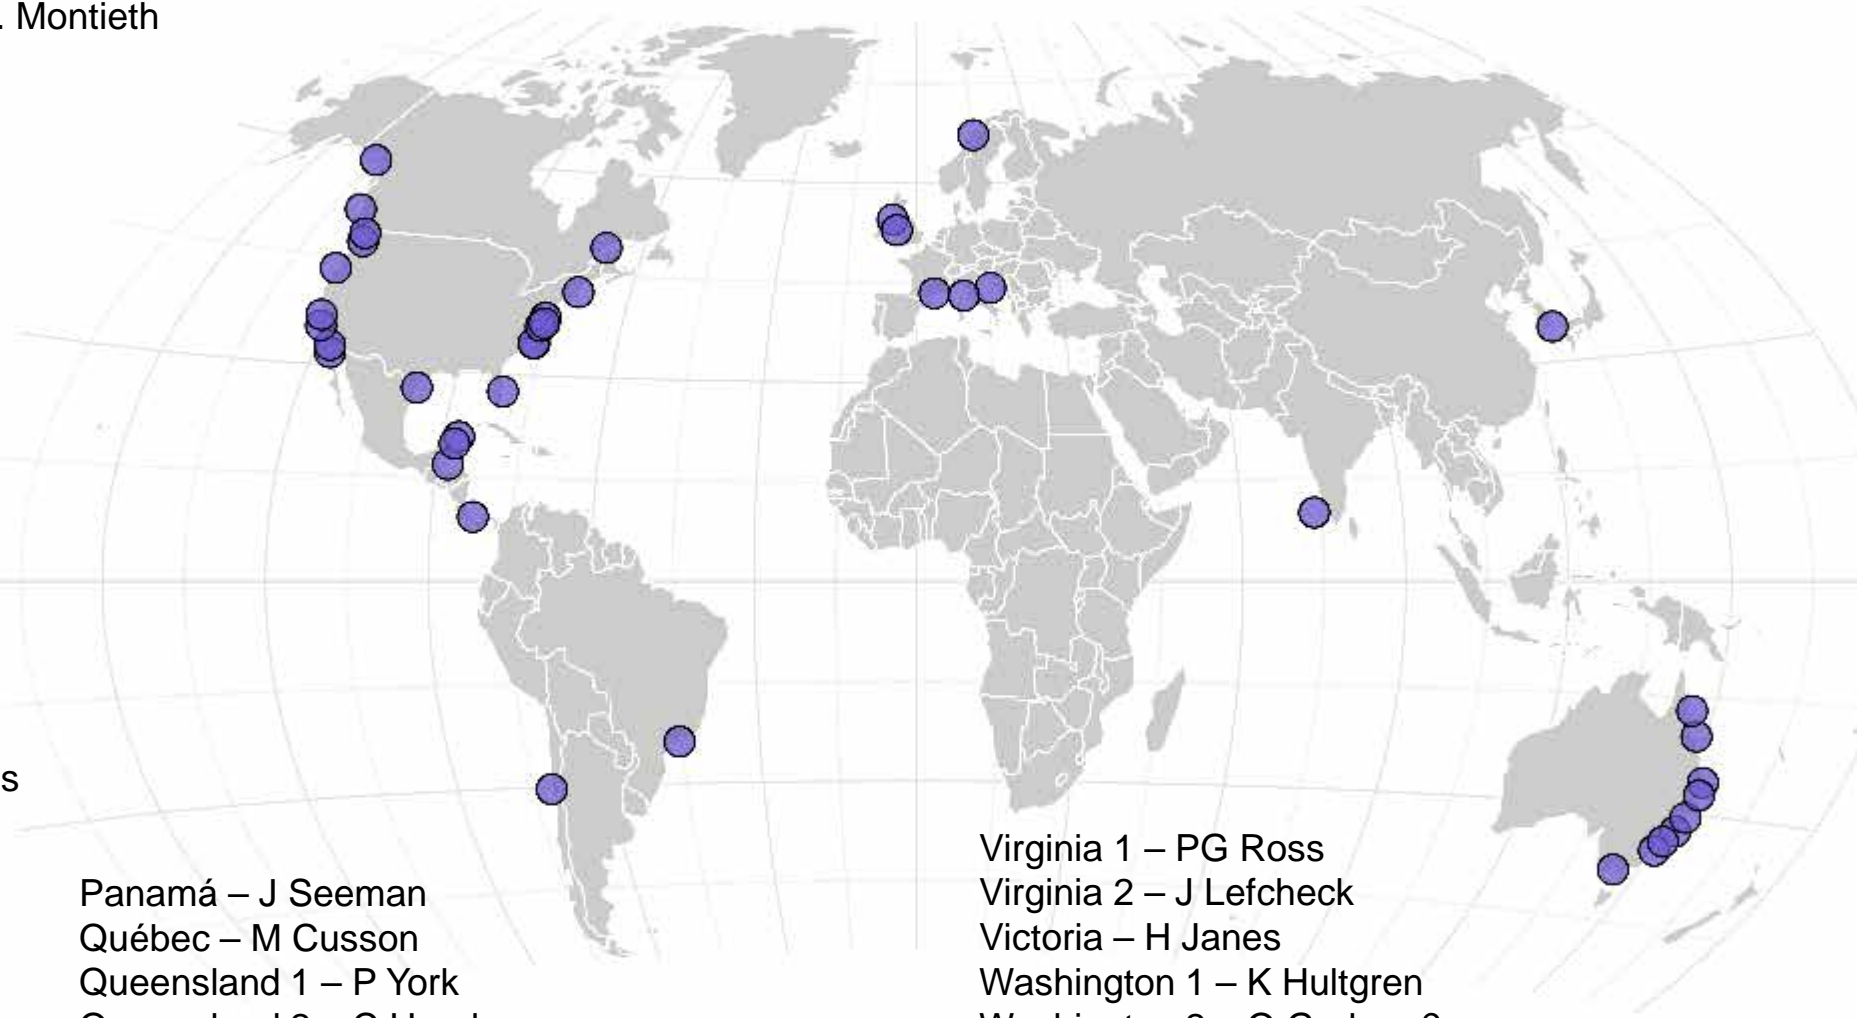 . Montieth
s
Panamá – J Seeman
Québec – M Cusson
Queensland 1 – P York
Virginia 1 – PG Ross
Virginia 2 – J Lefcheck
Victoria – H Janes
Washington 1 – K Hultgren